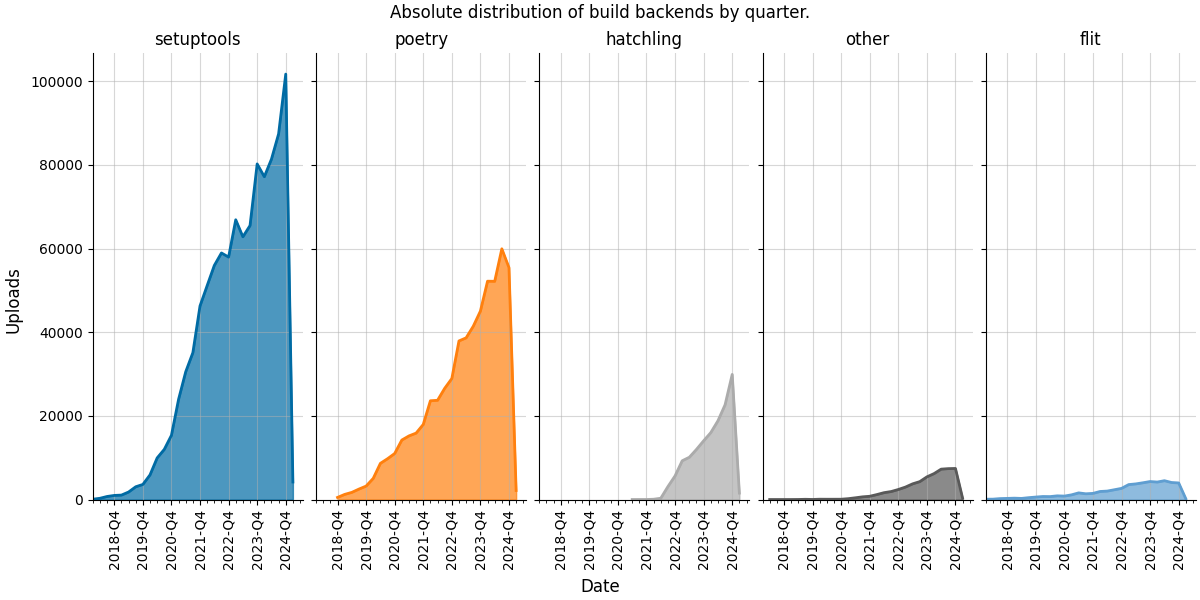 Absolute distribution of build backends by quarter.
setuptools
poetry
hatchling
other
flit
100000
80000
60000
40000
20000
0
Uploads
2018-Q4
2019-Q4
2020-Q4
2021-Q4
2022-Q4
2023-Q4
2024-Q4
2018-Q4
2019-Q4
2020-Q4
2021-Q4
2022-Q4
2023-Q4
2024-Q4
2018-Q4
2019-Q4
2020-Q4
2021-Q4
2022-Q4
2023-Q4
2024-Q4
2018-Q4
2019-Q4
2020-Q4
2021-Q4
2022-Q4
2023-Q4
2024-Q4
2018-Q4
2019-Q4
2020-Q4
2021-Q4
2022-Q4
2023-Q4
2024-Q4
Date